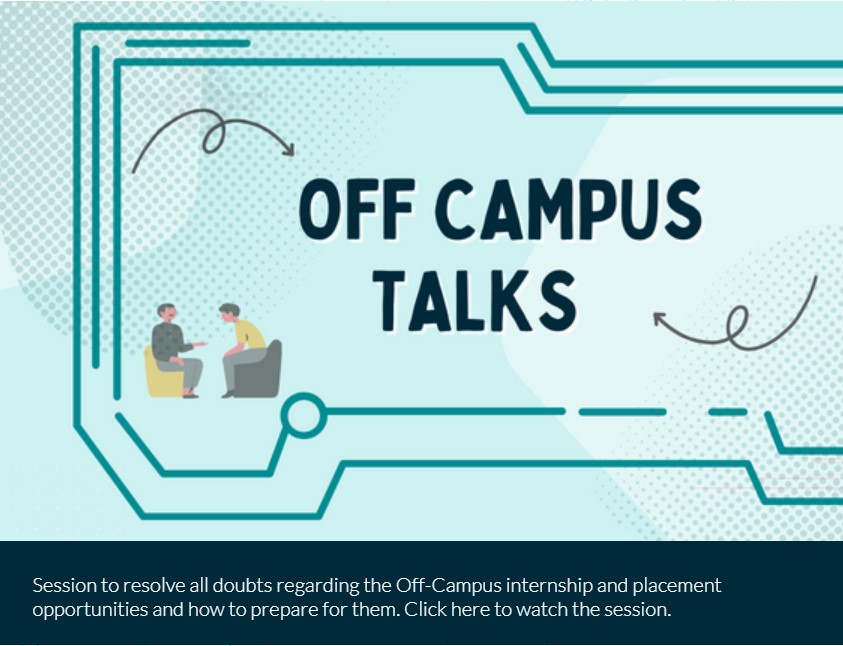 OFF CAMPUS
TALKS
Session to resolve all doubts regarding the Off-Campus internship and placement
opportunities and how to prepare for them. Click here to watch the session.